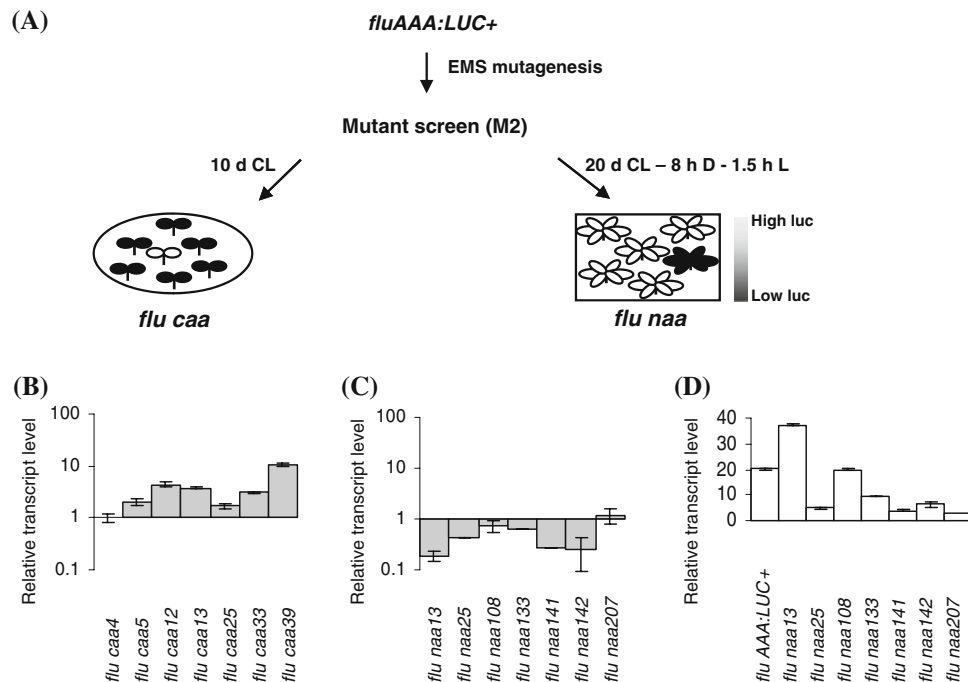 (A)
fluAAA:LUC+
EMS mutagenesis
Mutant screen (M2)
10 d CL
20 d CL – 8 h D - 1.5 h L
High luc
Low luc
flu caa
flu naa
(B)
Relative transcript level
100
10
1
0.1
flu caa4
flu caa5
flu caa12
flu caa13
flu caa25
flu caa33
flu caa39
(C)
Relative transcript level
100
10
1
0.1
flu naa13
flu naa25
flu naa108
flu naa133
flu naa141
flu naa142
flu naa207
(D)
Relative transcript level
40
30
20
10
0
flu AAA:LUC+
flu naa13
flu naa25
flu naa108
flu naa133
flu naa141
flu naa142
flu naa207